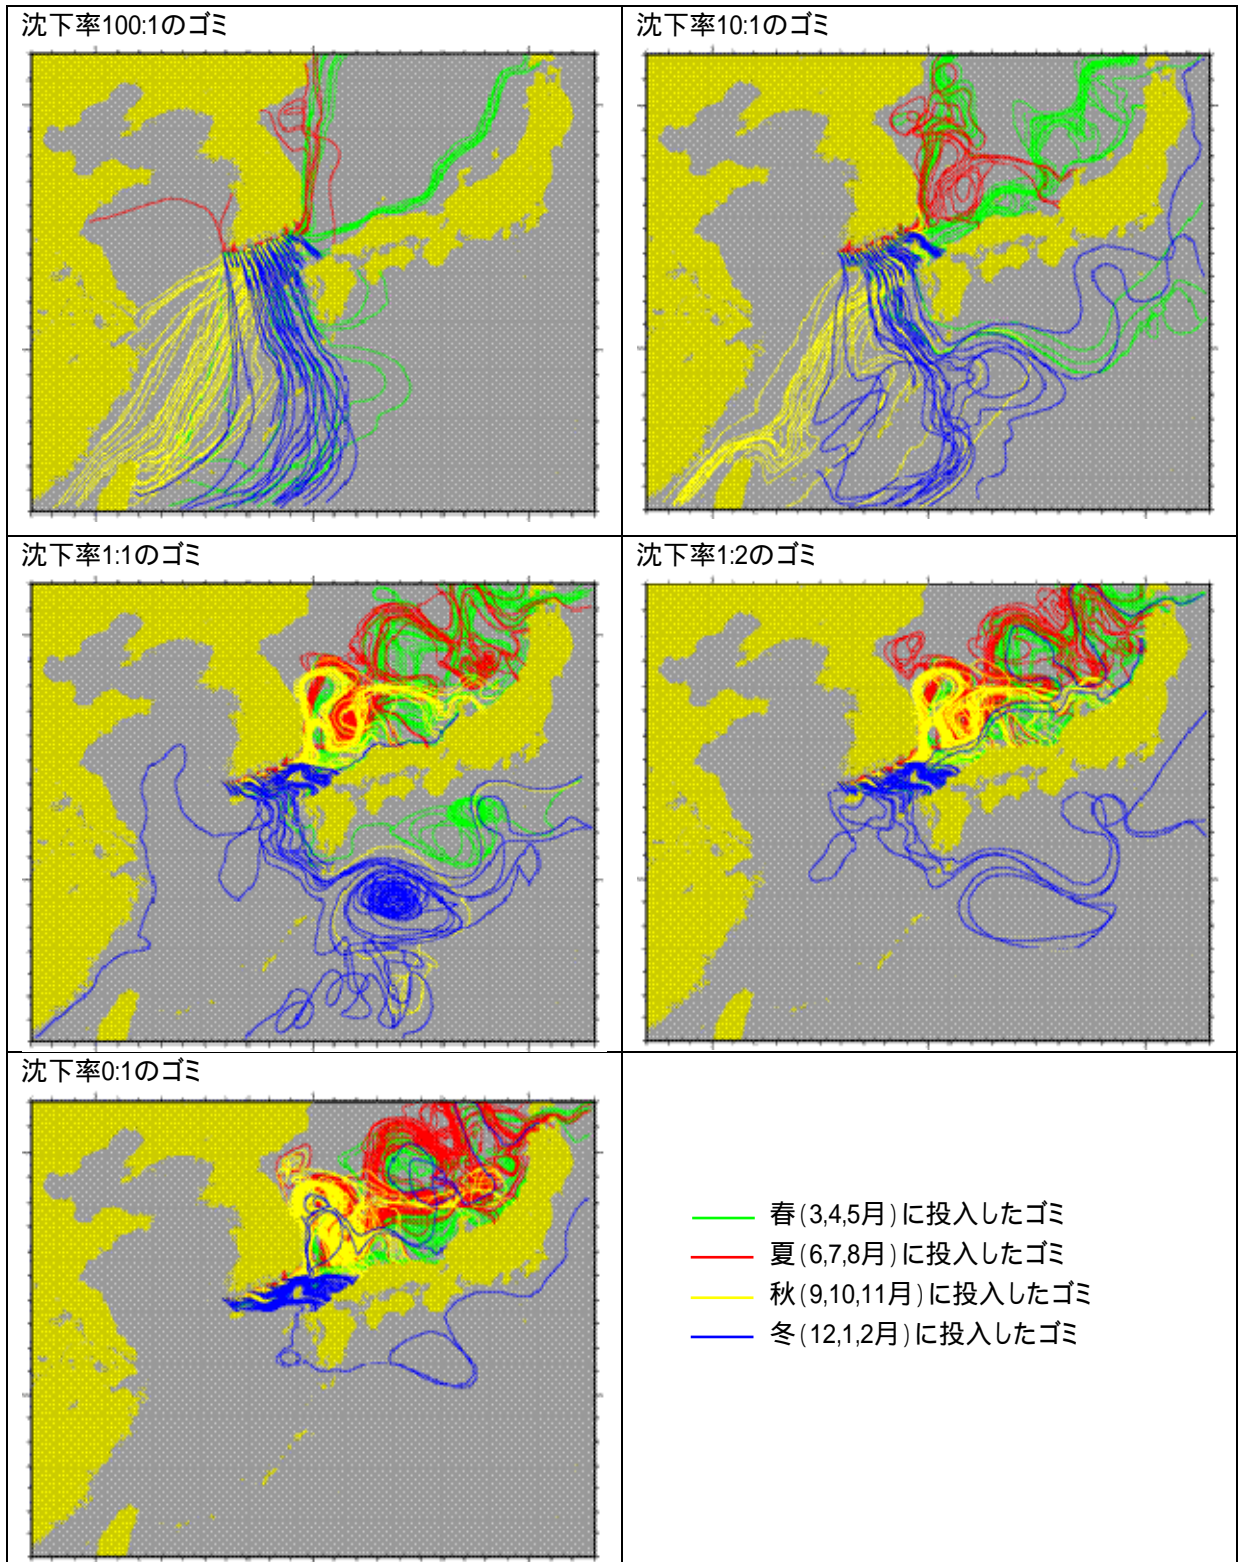 沈下率100:1のゴミ
沈下率10:1のゴミ
沈下率1:1のゴミ
沈下率1:2のゴミ
沈下率0:1のゴミ
春(3,4,5月)に投入したゴミ
夏(6,7,8月)に投入したゴミ
秋(9,10,11月)に投入したゴミ
冬(12,1,2月)に投入したゴミ